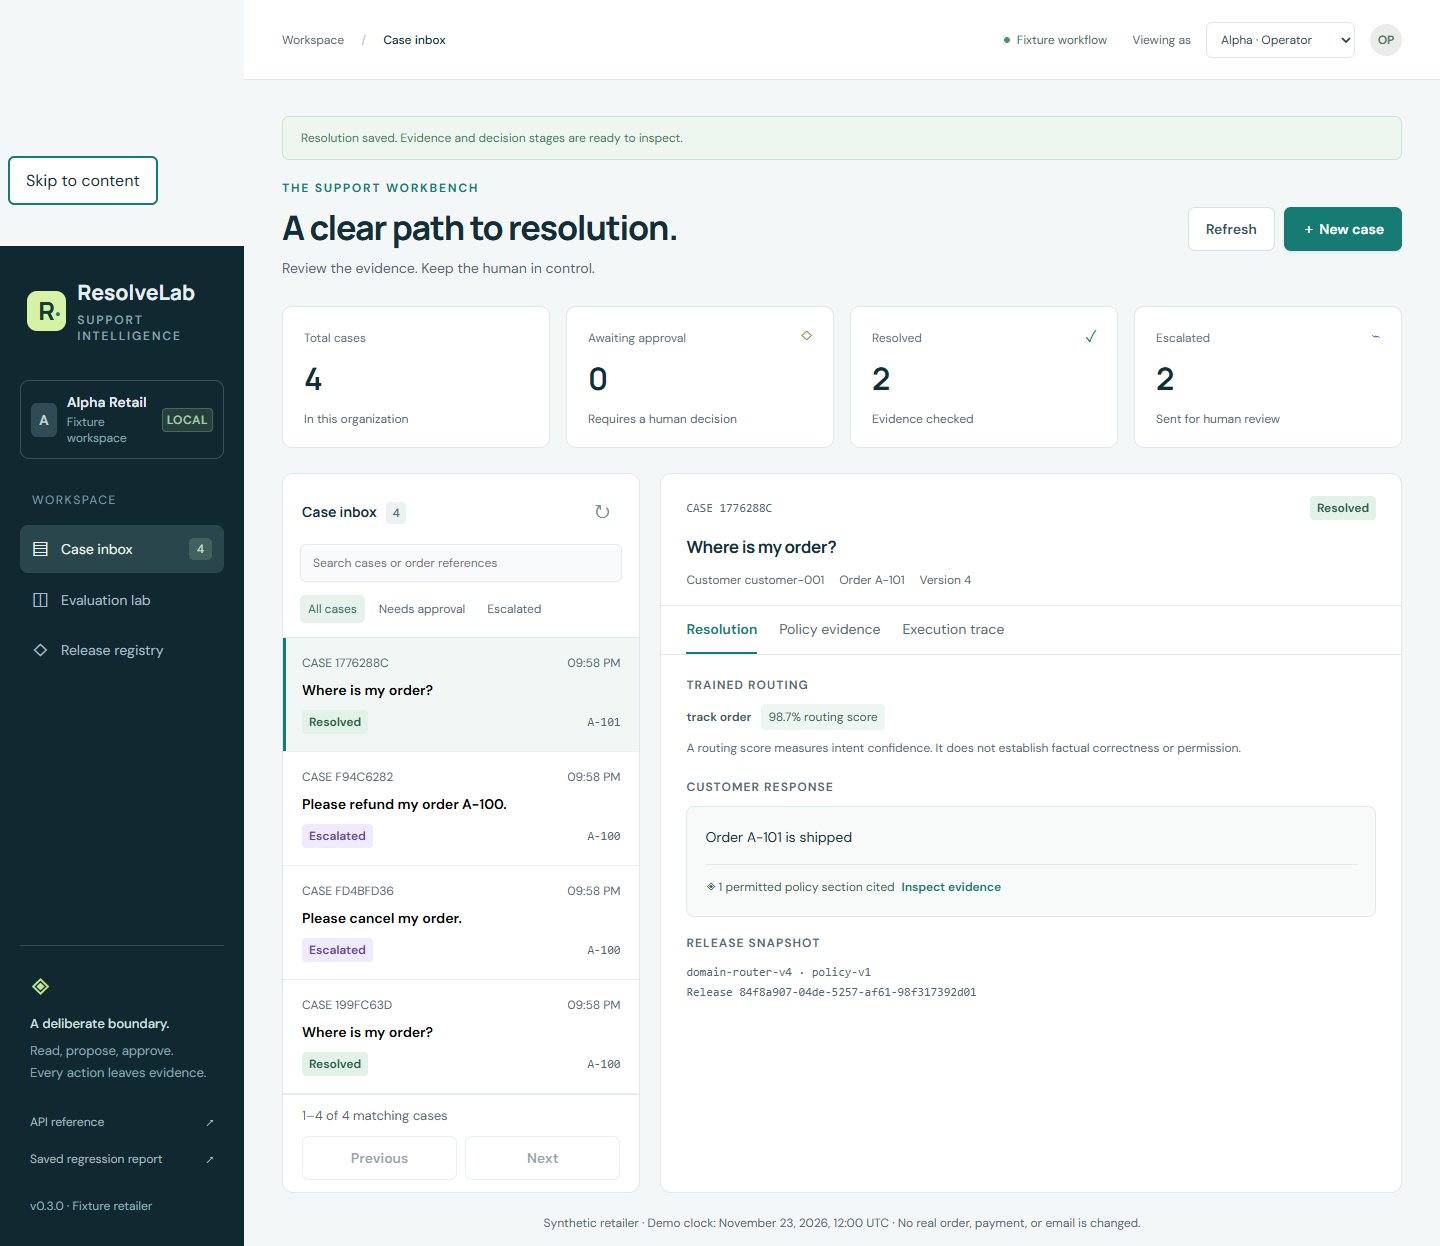 Workspace / Case inbox
Fixture workflow
Viewing as
Alpha · Operator
OP
Skip to content
R.
ResolveLab
SUPPORT
INTELLIGENCE
A
Alpha Retail
Fixture
workspace
LOCAL
WORKSPACE
Case inbox 4
Evaluation lab
Release registry
A deliberate boundary.
Read, propose, approve.
Every action leaves evidence.
API reference ↗
Saved regression report ↗
v0.3.0 · Fixture retailer
Resolution saved. Evidence and decision stages are ready to inspect.
THE SUPPORT WORKBENCH
A clear path to resolution.
Review the evidence. Keep the human in control.
Refresh
+ New case
Total cases
4
In this organization
Awaiting approval
0
Requires a human decision
Resolved
2
Evidence checked
Escalated
2
Sent for human review
Case inbox 4
Search cases or order references
All cases
Needs approval
Escalated
CASE 1776288C 09:58 PM
Where is my order?
Resolved A-101
CASE F94C6282 09:58 PM
Please refund my order A-100.
Escalated A-100
CASE FD4BFD36 09:58 PM
Please cancel my order.
Escalated A-100
CASE 199FC63D 09:58 PM
Where is my order?
Resolved A-100
1–4 of 4 matching cases
Previous
Next
CASE 1776288C
Resolved
Where is my order?
Customer customer-001 Order A-101 Version 4
Resolution
Policy evidence
Execution trace
TRAINED ROUTING
track order 98.7% routing score
A routing score measures intent confidence. It does not establish factual correctness or permission.
CUSTOMER RESPONSE
Order A-101 is shipped
1 permitted policy section cited Inspect evidence
RELEASE SNAPSHOT
domain-router-v4 · policy-v1
Release 84f8a907-04de-5257-af61-98f317392d01
Synthetic retailer · Demo clock: November 23, 2026, 12:00 UTC · No real order, payment, or email is changed.